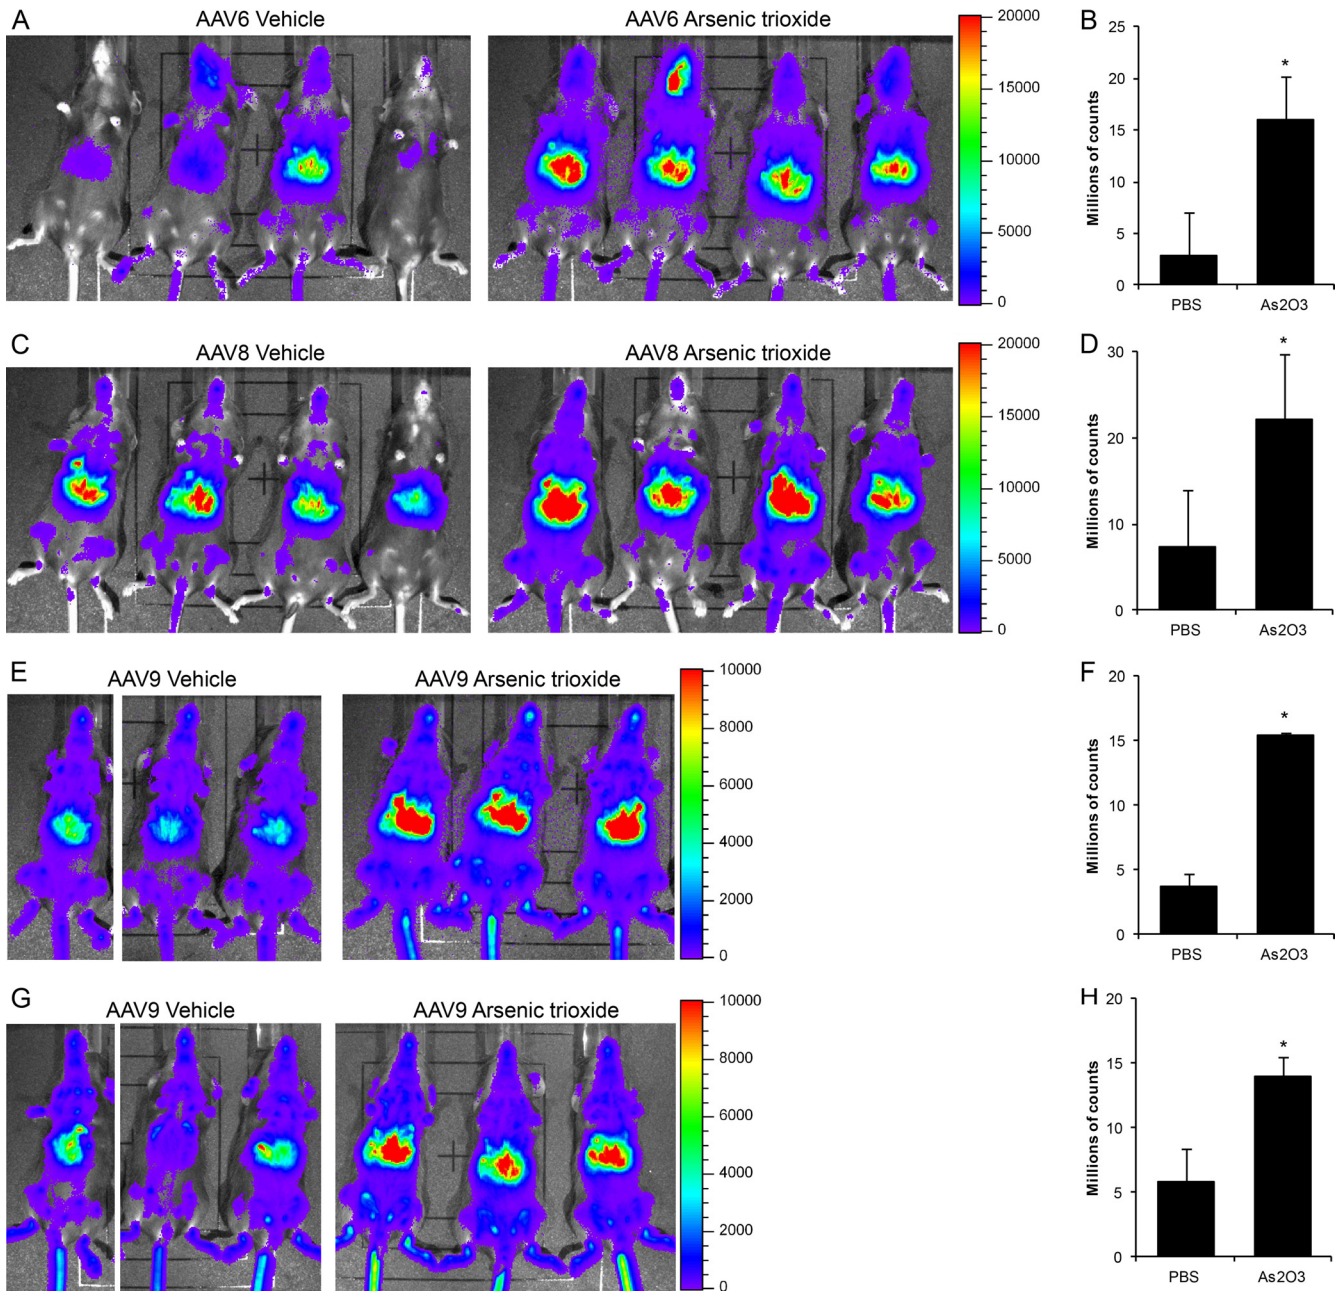 A
AAV6 Vehicle
AAV6 Arsenic trioxide
20000
15000
10000
5000
0
B
Millions of counts
25
20
15
10
5
0
*
PBS
As2O3
C
AAV8 Vehicle
AAV8 Arsenic trioxide
20000
15000
10000
5000
0
D
Millions of counts
30
20
10
0
*
PBS
As2O3
E
AAV9 Vehicle
AAV9 Arsenic trioxide
10000
8000
6000
4000
2000
0
F
Millions of counts
20
15
10
5
0
*
PBS
As2O3
G
AAV9 Vehicle
AAV9 Arsenic trioxide
10000
8000
6000
4000
2000
0
H
Millions of counts
20
15
10
5
0
*
PBS
As2O3